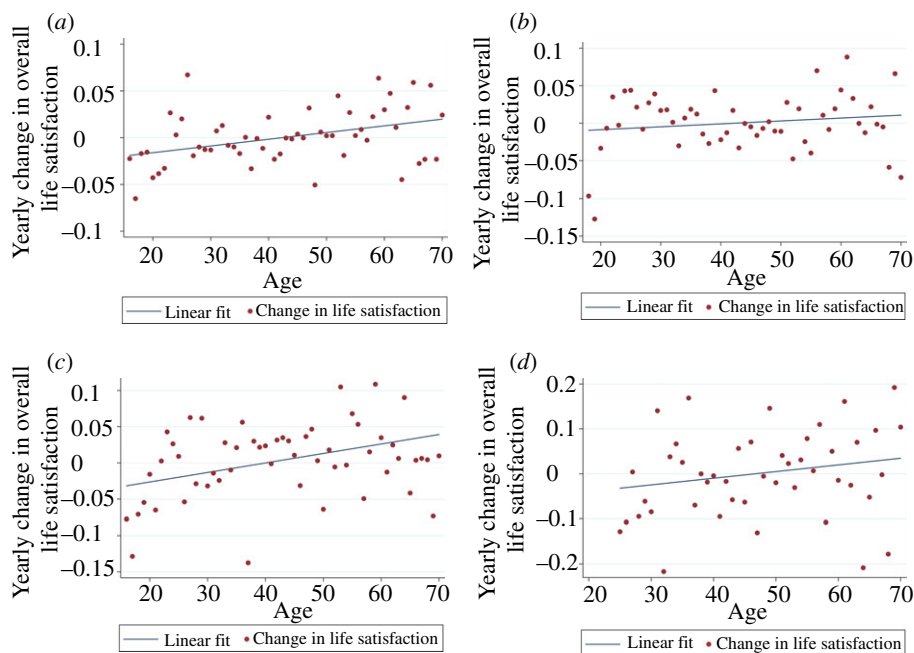 (a)
Yearly change in overall
life satisfaction
0.1
0.05
0
−0.05
−0.1
20 30 40 50 60 70
Age
Linear fit Change in life satisfaction
(b)
Yearly change in overall
life satisfaction
0.1
0.05
0
−0.05
−0.1
−0.15
20 30 40 50 60 70
Age
Linear fit Change in life satisfaction
(c)
Yearly change in overall
life satisfaction
0.1
0.05
0
−0.05
−0.1
−0.15
20 30 40 50 60 70
Age
Linear fit Change in life satisfaction
(d)
Yearly change in overall
life satisfaction
0.2
0.1
0
−0.1
−0.2
20 30 40 50 60 70
Age
Linear fit Change in life satisfaction